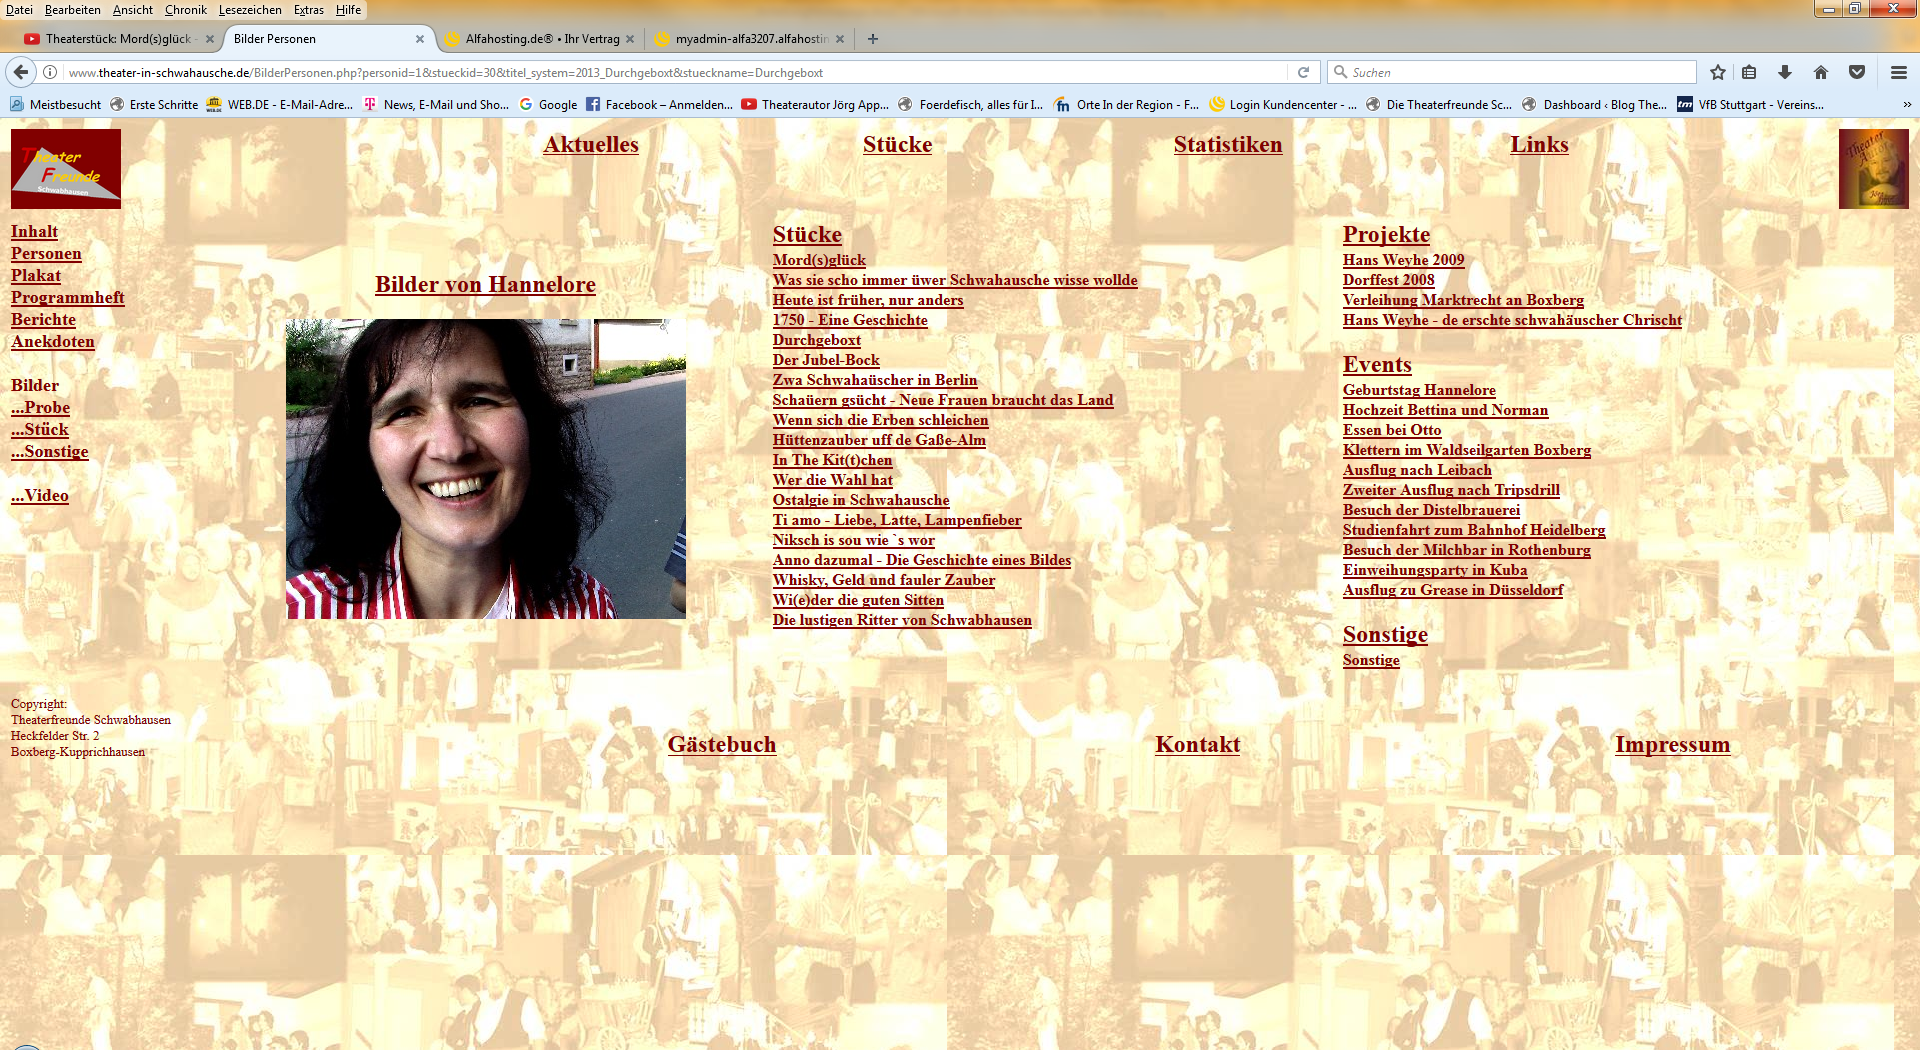 Datei Bearbeiten Ansicht Chronik Lesezeichen Extras Hilfe
Theaterstück: Mord(s)glück - Bilder Personen Alfahosting.de® • Ihr Vertrag myadmin-alfa3207.alfahostin
www.theater-in-schwahausche.de/BilderPersonen.php?personid=1&stueckid=30&titel_system=2013_Durchgeboxt&stueckname=Durchgeboxt Suchen
Meistbesucht Erste Schritte WEB.DE - E-Mail-Adre... News, E-Mail und Sho... Google Facebook – Anmelden... Theaterautor Jörg App... Foerdefisch, alles für I... Orte In der Region - F... Login Kundencenter - ... Die Theaterfreunde Sc... Dashboard ‹ Blog The... VfB Stuttgart - Vereins... »
Aktuelles Stücke Statistiken Links
Theater
Freunde
Schwabhausen
Theater
Autor
Inhalt
Personen
Plakat
Programmheft
Berichte
Anekdoten
Bilder
...Probe
...Stück
...Sonstige
...Video
Bilder von Hannelore
Stücke
Mord(s)glück
Was sie scho immer üwer Schwahausche wisse wollde
Heute ist früher, nur anders
1750 - Eine Geschichte
Durchgeboxt
Der Jubel-Bock
Zwa Schwahaüscher in Berlin
Schaüern gsücht - Neue Frauen braucht das Land
Wenn sich die Erben schleichen
Hüttenzauber uff de Gaße-Alm
In The Kit(t)chen
Wer die Wahl hat
Ostalgie in Schwahausche
Ti amo - Liebe, Latte, Lampenfieber
Niksch is sou wie `s wor
Anno dazumal - Die Geschichte eines Bildes
Whisky, Geld und fauler Zauber
Wi(e)der die guten Sitten
Die lustigen Ritter von Schwabhausen
Projekte
Hans Weyhe 2009
Dorffest 2008
Verleihung Marktrecht an Boxberg
Hans Weyhe - de erschte schwahäuscher Chrischt
Events
Geburtstag Hannelore
Hochzeit Bettina und Norman
Essen bei Otto
Klettern im Waldseilgarten Boxberg
Ausflug nach Leibach
Zweiter Ausflug nach Tripsdrill
Besuch der Distelbrauerei
Studienfahrt zum Bahnhof Heidelberg
Besuch der Milchbar in Rothenburg
Einweihungsparty in Kuba
Ausflug zu Grease in Düsseldorf
Sonstige
Sonstige
Copyright:
Theaterfreunde Schwabhausen
Heckfelder Str. 2
Boxberg-Kupprichhausen
Gästebuch Kontakt Impressum